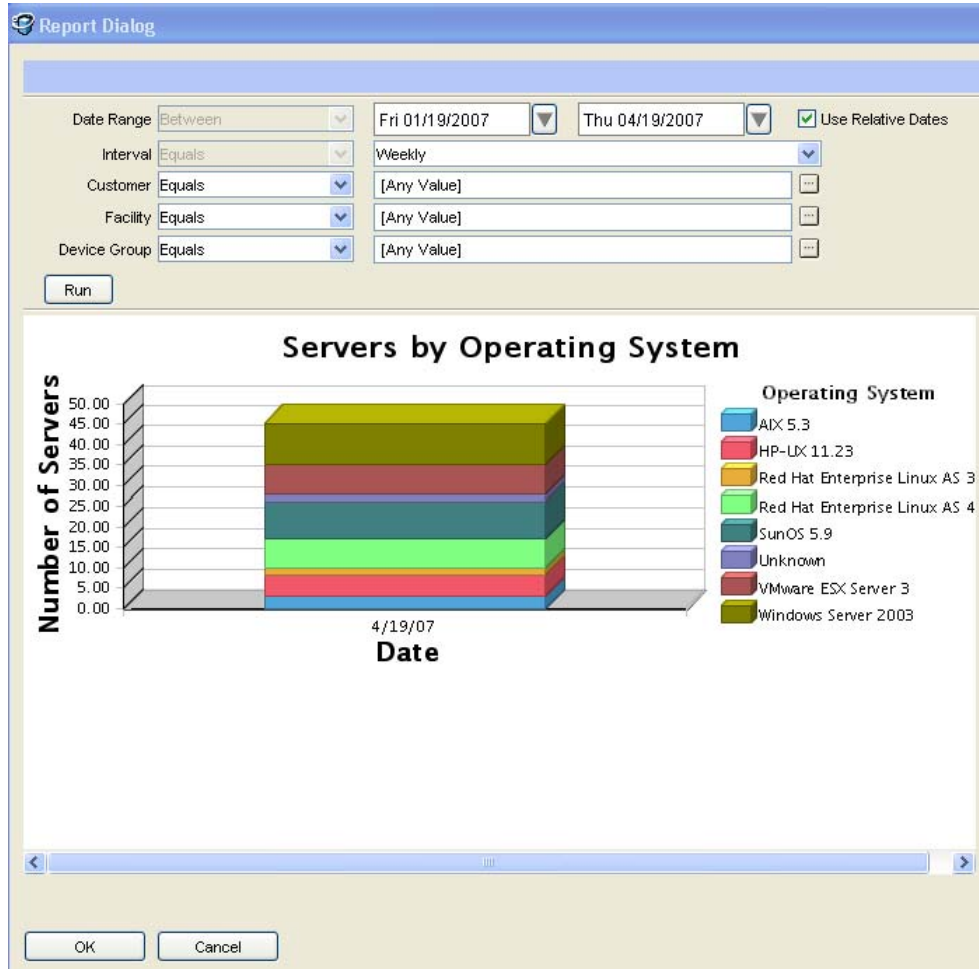 Report Dialog
Date Range Between Fri 01/19/2007 Thu 04/19/2007 Use Relative Dates
Interval Equals Weekly
Customer Equals [Any Value] ...
Facility Equals [Any Value] ...
Device Group Equals [Any Value] ...
Run
Servers by Operating System
Number of Servers
50.00
45.00
40.00
35.00
30.00
25.00
20.00
15.00
10.00
5.00
0.00
4/19/07
Date
Operating System
AIX 5.3
HP-UX 11.23
Red Hat Enterprise Linux AS 3
Red Hat Enterprise Linux AS 4
SunOS 5.9
Unknown
VMware ESX Server 3
Windows Server 2003
OK Cancel